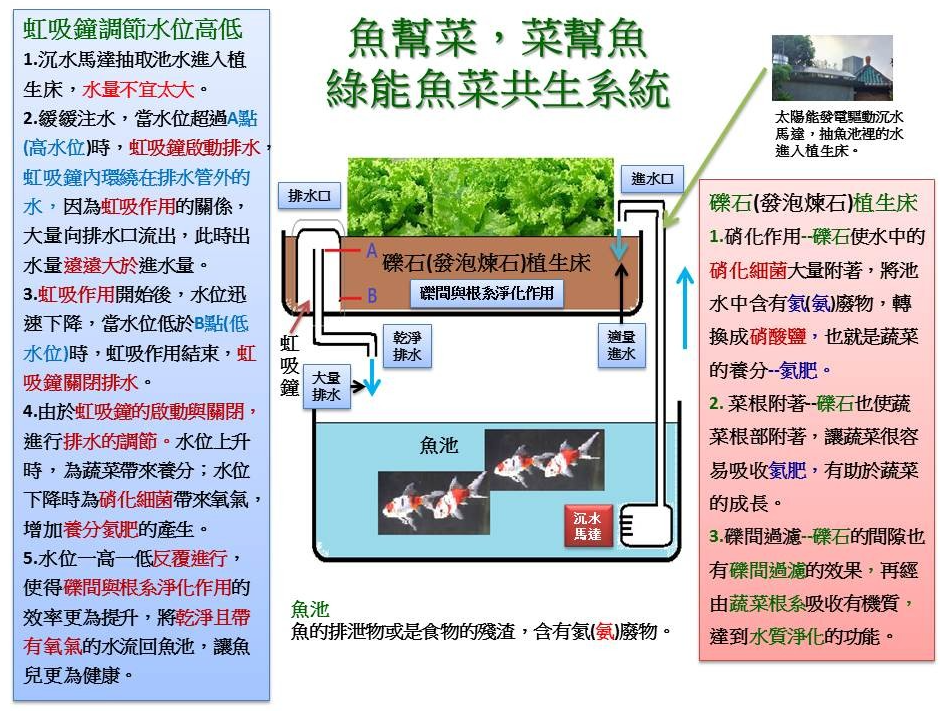 魚幫菜，菜幫魚
綠能魚菜共生系統
虹吸鐘調節水位高低
1.沉水馬達抽取池水進入植
生床，水量不宜太大。
2.緩緩注水，當水位超過A點
(高水位)時，虹吸鐘啟動排水，
虹吸鐘內環繞在排水管外的
水，因為虹吸作用的關係，
大量向排水口流出，此時出
水量遠遠大於進水量。
3.虹吸作用開始後，水位迅
速下降，當水位低於B點(低
水位)時，虹吸作用結束，虹
吸鐘關閉排水。
4.由於虹吸鐘的啟動與關閉，
進行排水的調節。水位上升
時，為蔬菜帶來養分；水位
下降時為硝化細菌帶來氧氣，
增加養分氮肥的產生。
5.水位一高一低反覆進行，
使得礫間與根系淨化作用的
效率更為提升，將乾淨且帶
有氧氣的水流回魚池，讓魚
兒更為健康。
排水口
進水口
A
礫石(發泡煉石)植生床
B
礫間與根系淨化作用
虹
吸
鐘
乾淨
排水
適量
進水
大量
排水
魚池
沉水
馬達
魚池
魚的排泄物或是食物的殘渣，含有氮(氨)廢物。
太陽能發電驅動沉水
馬達，抽魚池裡的水
進入植生床。
礫石(發泡煉石)植生床
1.硝化作用--礫石使水中的
硝化細菌大量附著，將池
水中含有氮(氨)廢物，轉
換成硝酸鹽，也就是蔬菜
的養分--氮肥。
2. 菜根附著--礫石也使蔬
菜根部附著，讓蔬菜很容
易吸收氮肥，有助於蔬菜
的成長。
3.礫間過濾--礫石的間隙也
有礫間過濾的效果，再經
由蔬菜根系吸收有機質，
達到水質淨化的功能。